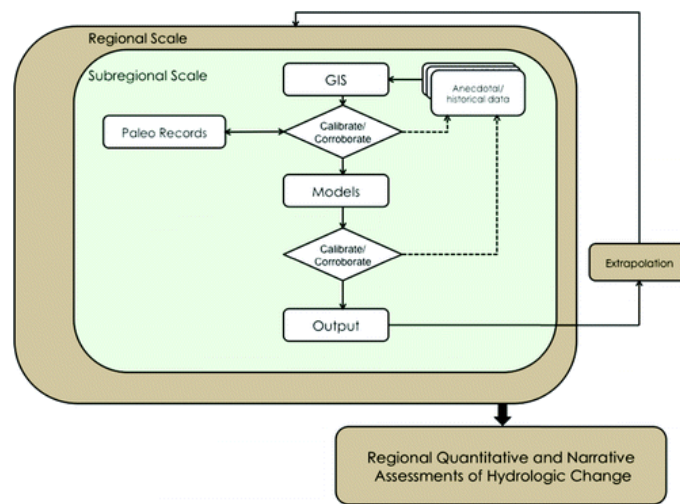 Regional Scale
Subregional Scale
GIS
Anecdotal/
historical data
Paleo Records
Calibrate/
Corroborate
Models
Calibrate/
Corroborate
Extrapolation
Output
Regional Quantitative and Narrative
Assessments of Hydrologic Change